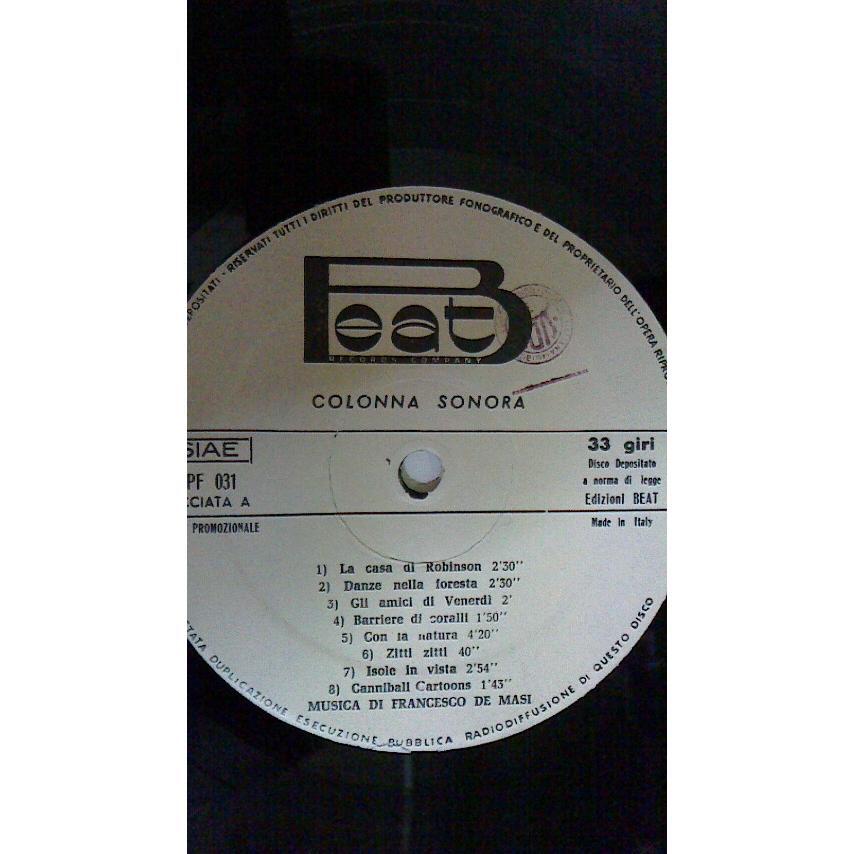 EPOSITATI - RISERVATI TUTTI I DIRITTI DEL PRODUTTORE FONOGRAFICO E DEL PROPRIETARIO DELL'OPERA RIPRO
Beat
RECORDS COMPANY
COLONNA SONORA
SIAE
PF 031
CIATA A
PROMOZIONALE
33 giri
Disco Depositato
a norma di legge
Edizioni BEAT
Made in Italy
1) La casa di Robinson 2'30''
2) Danze nella foresta 2'30''
3) Gli amici di Venerdì 2'
4) Barriere di coralli 1'50''
5) Con la natura 4'20''
6) Zitti zitti 40''
7) Isole in vista 2'54''
8) Cannibali Cartoons 1'43''
MUSICA DI FRANCESCO DE MASI
ETATA DUPLICAZIONE ESECUZIONE PUBBLICA RADIODIFFUSIONE DI QUESTO DISCO